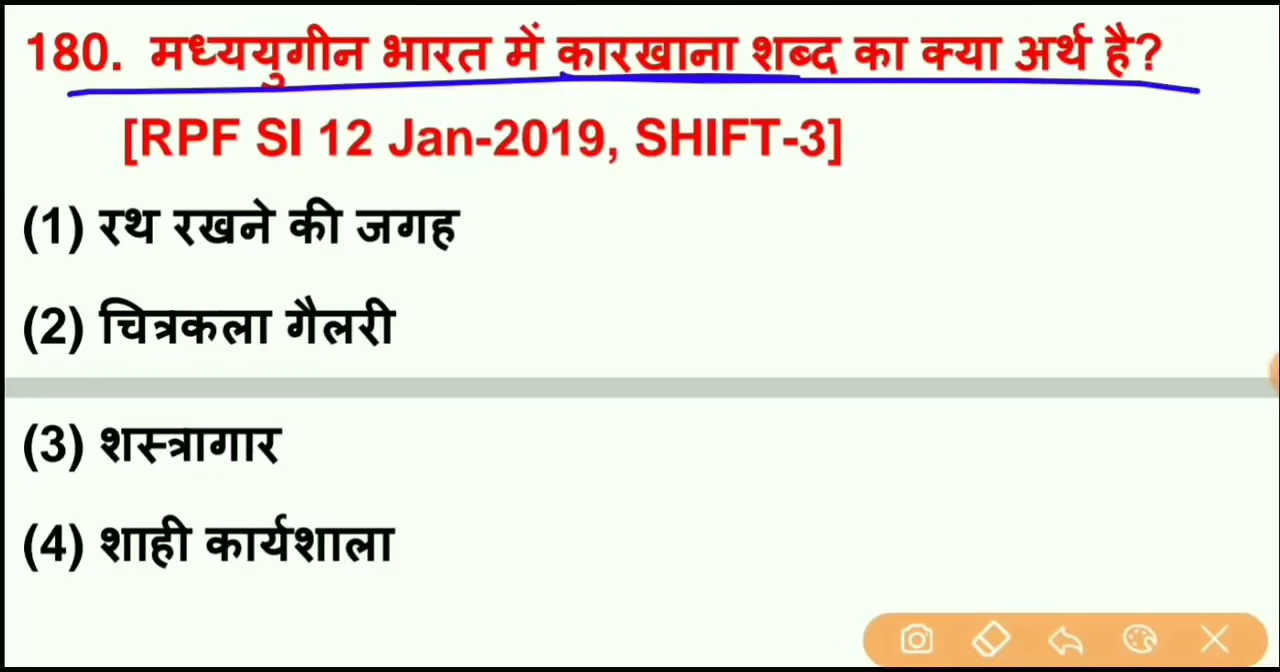 180. मध्ययुगीन भारत में कारखाना शब्द का क्या अर्थ है?
[RPF SI 12 Jan-2019, SHIFT-3]
(1) रथ रखने की जगह
(2) चित्रकला गैलरी
(3) शस्त्रागार
(4) शाही कार्यशाला